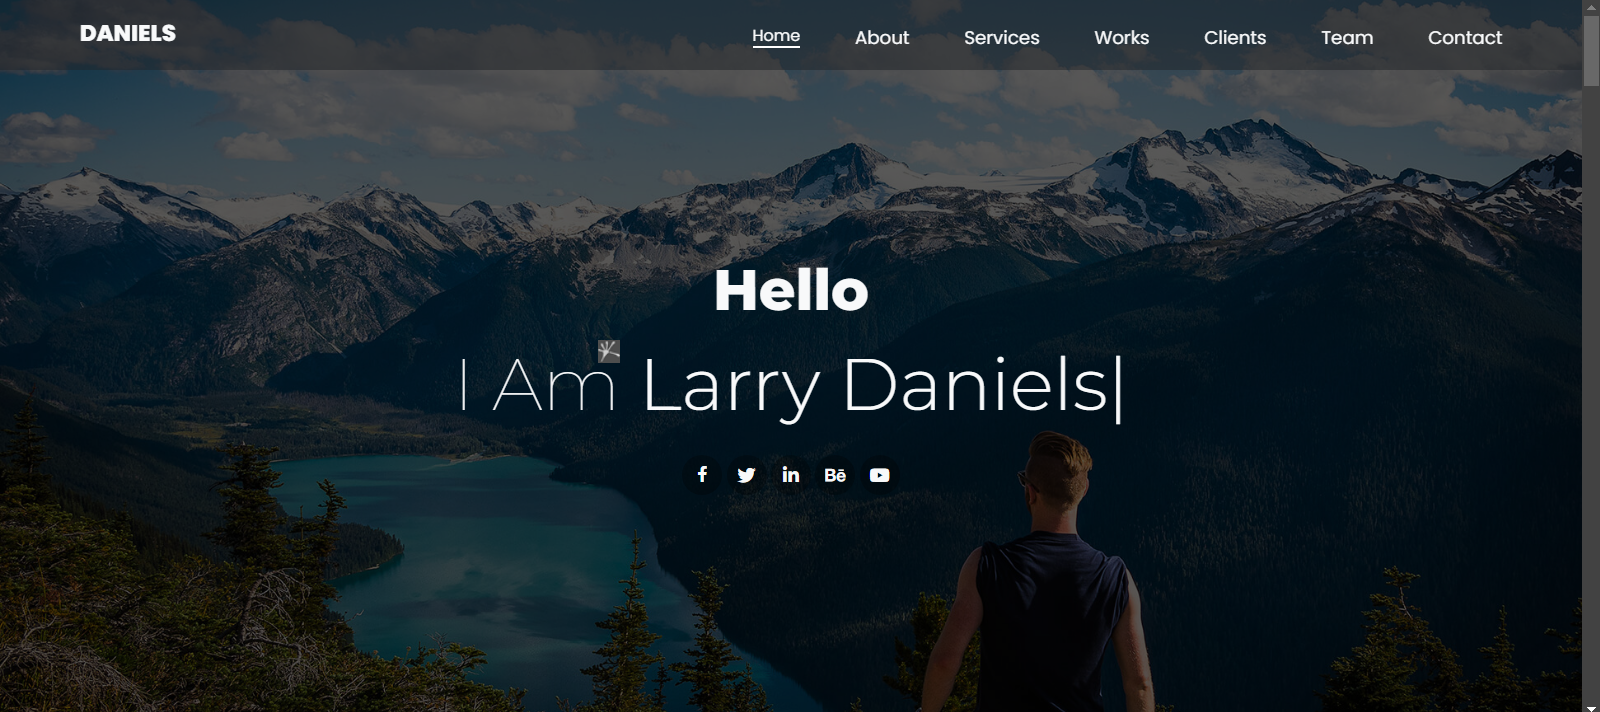 DANIELS
Home About Services Works Clients Team Contact
Hello
I Am Larry Daniels|
f in Bē